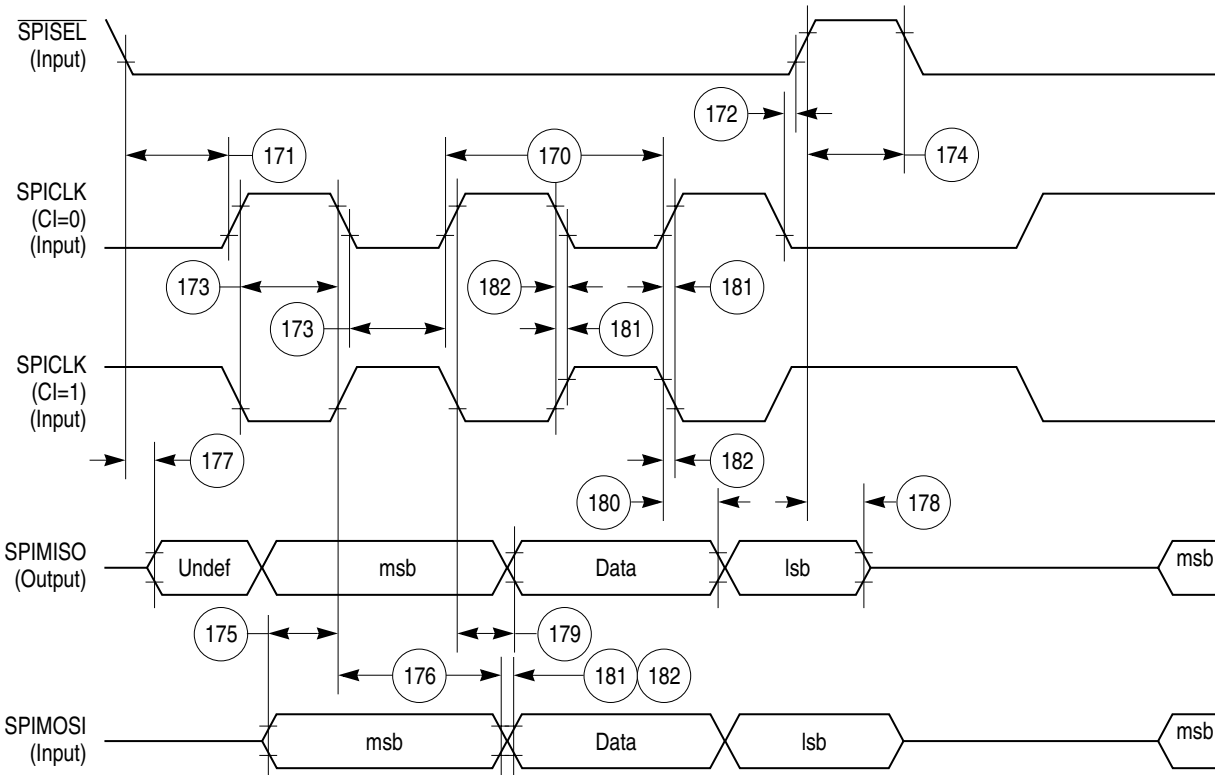 SPISEL
(Input)
172
171
170
174
SPICLK
(CI=0)
(Input)
173
182
181
173
181
SPICLK
(CI=1)
(Input)
177
182
180
178
SPIMISO
(Output)
Undef
msb
Data
lsb
msb
175
179
176
181
182
SPIMOSI
(Input)
msb
Data
lsb
msb